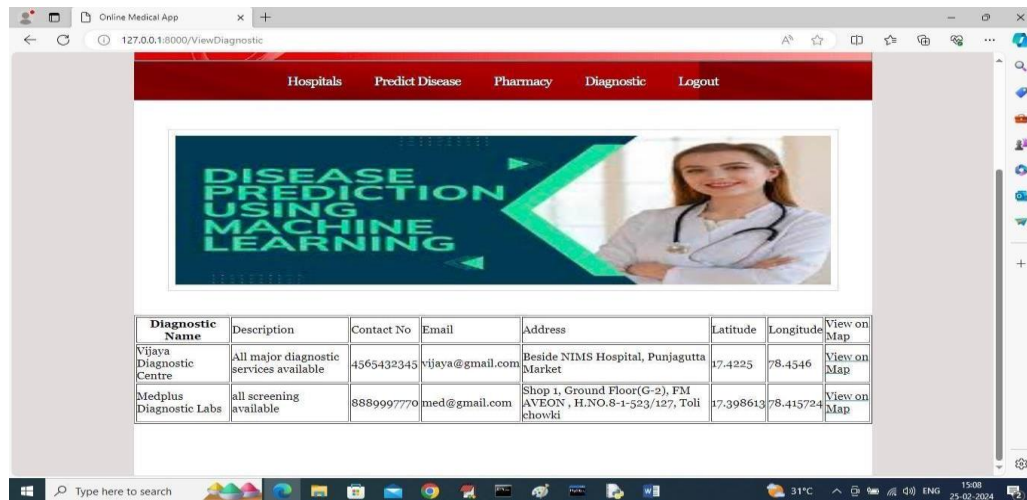 Online Medical App
127.0.0.1:8000/ViewDiagnostic
Hospitals Predict Disease Pharmacy Diagnostic Logout
DISEASE
PREDICTION
USING
MACHINE
LEARNING
Diagnostic Name Description Contact No Email Address Latitude Longitude View on Map
Vijaya Diagnostic Centre All major diagnostic services available 4565432345 vijaya@gmail.com Beside NIMS Hospital, Punjagutta Market 17.4225 78.4546 View on Map
Medplus Diagnostic Labs all screening available 8889997770 med@gmail.com Shop 1, Ground Floor(G-2), FM AVEON , H.NO.8-1-523/127, Toli chowki 17.398613 78.415724 View on Map
Type here to search 31°C ENG 15:08
25-02-2024